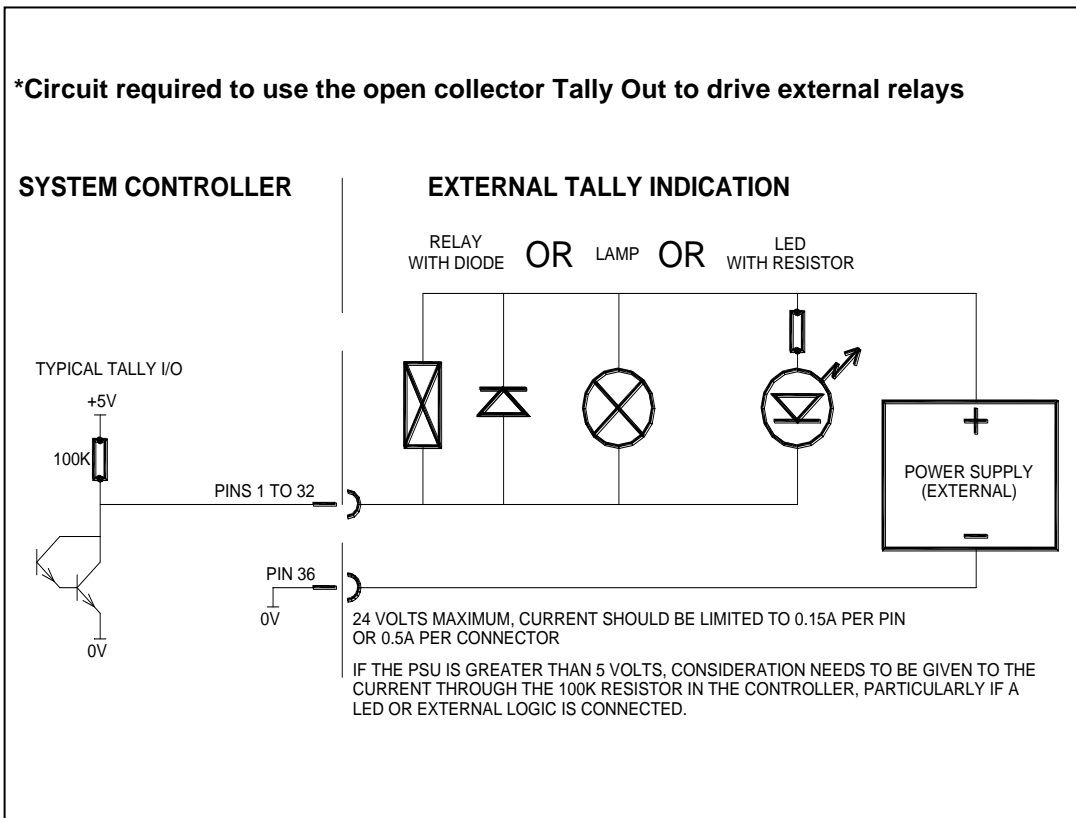 *Circuit required to use the open collector Tally Out to drive external relays
SYSTEM CONTROLLER
EXTERNAL TALLY INDICATION
RELAY
WITH DIODE
OR
LAMP
OR
LED
WITH RESISTOR
TYPICAL TALLY I/O
+5V
100K
PINS 1 TO 32
POWER SUPPLY
(EXTERNAL)
PIN 36
0V
0V
24 VOLTS MAXIMUM, CURRENT SHOULD BE LIMITED TO 0.15A PER PIN
OR 0.5A PER CONNECTOR
IF THE PSU IS GREATER THAN 5 VOLTS, CONSIDERATION NEEDS TO BE GIVEN TO THE
CURRENT THROUGH THE 100K RESISTOR IN THE CONTROLLER, PARTICULARLY IF A
LED OR EXTERNAL LOGIC IS CONNECTED.